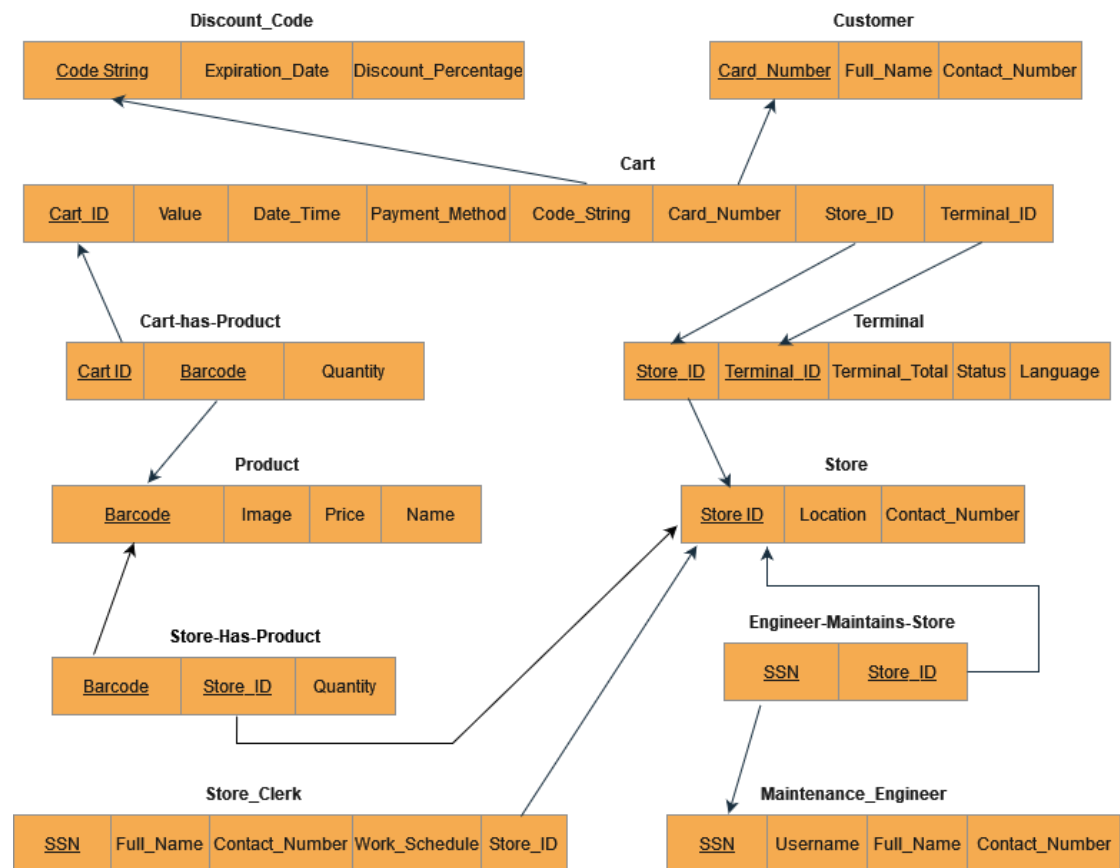 Discount_Code
Customer
Code String Expiration_Date Discount_Percentage
Card_Number Full_Name Contact_Number
Cart
Cart_ID Value Date_Time Payment_Method Code_String Card_Number Store_ID Terminal_ID
Cart-has-Product
Terminal
Cart ID Barcode Quantity
Store_ID Terminal_ID Terminal_Total Status Language
Product
Store
Barcode Image Price Name
Store ID Location Contact_Number
Store-Has-Product
Engineer-Maintains-Store
Barcode Store_ID Quantity
SSN Store_ID
Store_Clerk
Maintenance_Engineer
SSN Full_Name Contact_Number Work_Schedule Store_ID
SSN Username Full_Name Contact_Number